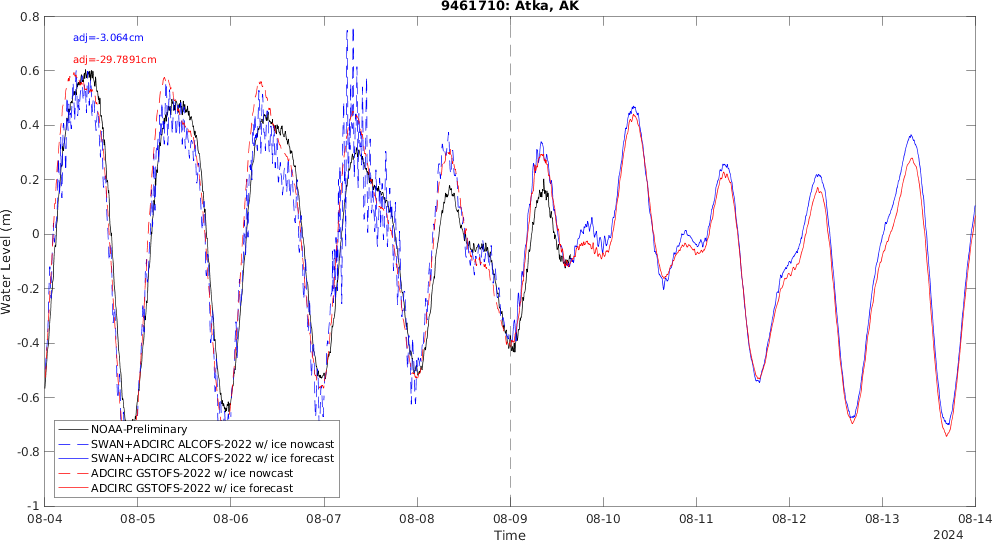 9461710: Atka, AK
adj=-3.064cm
adj=-29.7891cm
Water Level (m)
0.8
0.6
0.4
0.2
0
-0.2
-0.4
-0.6
-0.8
-1
NOAA-Preliminary
SWAN+ADCIRC ALCOFS-2022 w/ ice nowcast
SWAN+ADCIRC ALCOFS-2022 w/ ice forecast
ADCIRC GSTOFS-2022 w/ ice nowcast
ADCIRC GSTOFS-2022 w/ ice forecast
08-04 08-05 08-06 08-07 08-08 08-09 08-10 08-11 08-12 08-13 08-14
Time
2024